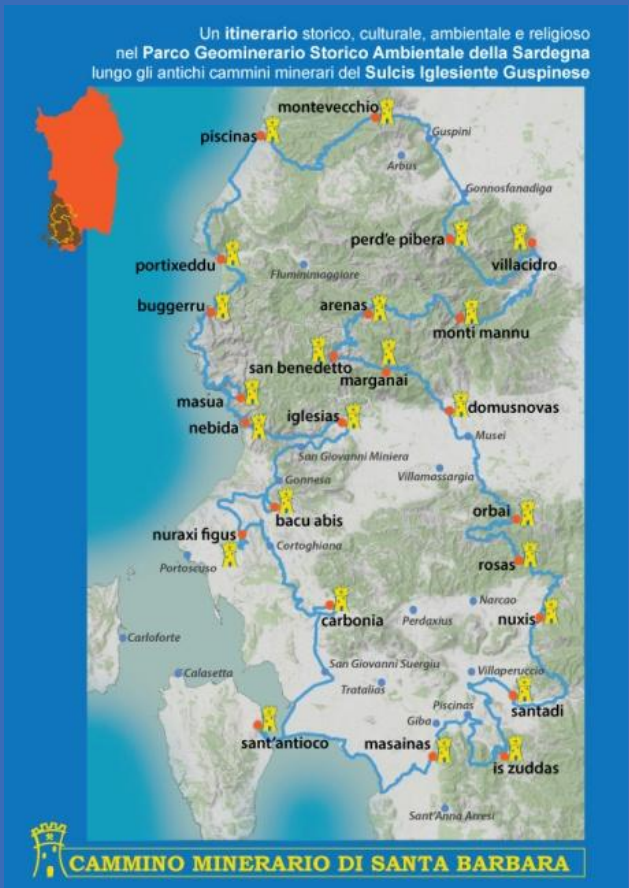 Un itinerario storico, culturale, ambientale e religioso
nel Parco Geominerario Storico Ambientale della Sardegna
lungo gli antichi cammini minerari del Sulcis Iglesiente Guspinese
montevecchio
piscinas
Guspini
Arbus
Gonnosfanadiga
perd'e pibera
villacidro
portixeddu
Fluminimaggiore
buggerru
arenas
monti mannu
san benedetto
marganai
masua
domusnovas
nebida
iglesias
Musei
San Giovanni Miniera
Villamassargia
Gonnesa
bacu abis
orbai
nuraxi figus
Cortoghiana
Portoscuso
rosas
carbonia
Narcao
Perdaxius
nuxis
Carloforte
San Giovanni Suergiu
Villaperuccio
Calasetta
Tratalias
santadi
Piscinas
Giba
sant'antioco
masainas
is zuddas
Sant'Anna Arresi
CAMMINO MINERARIO DI SANTA BARBARA